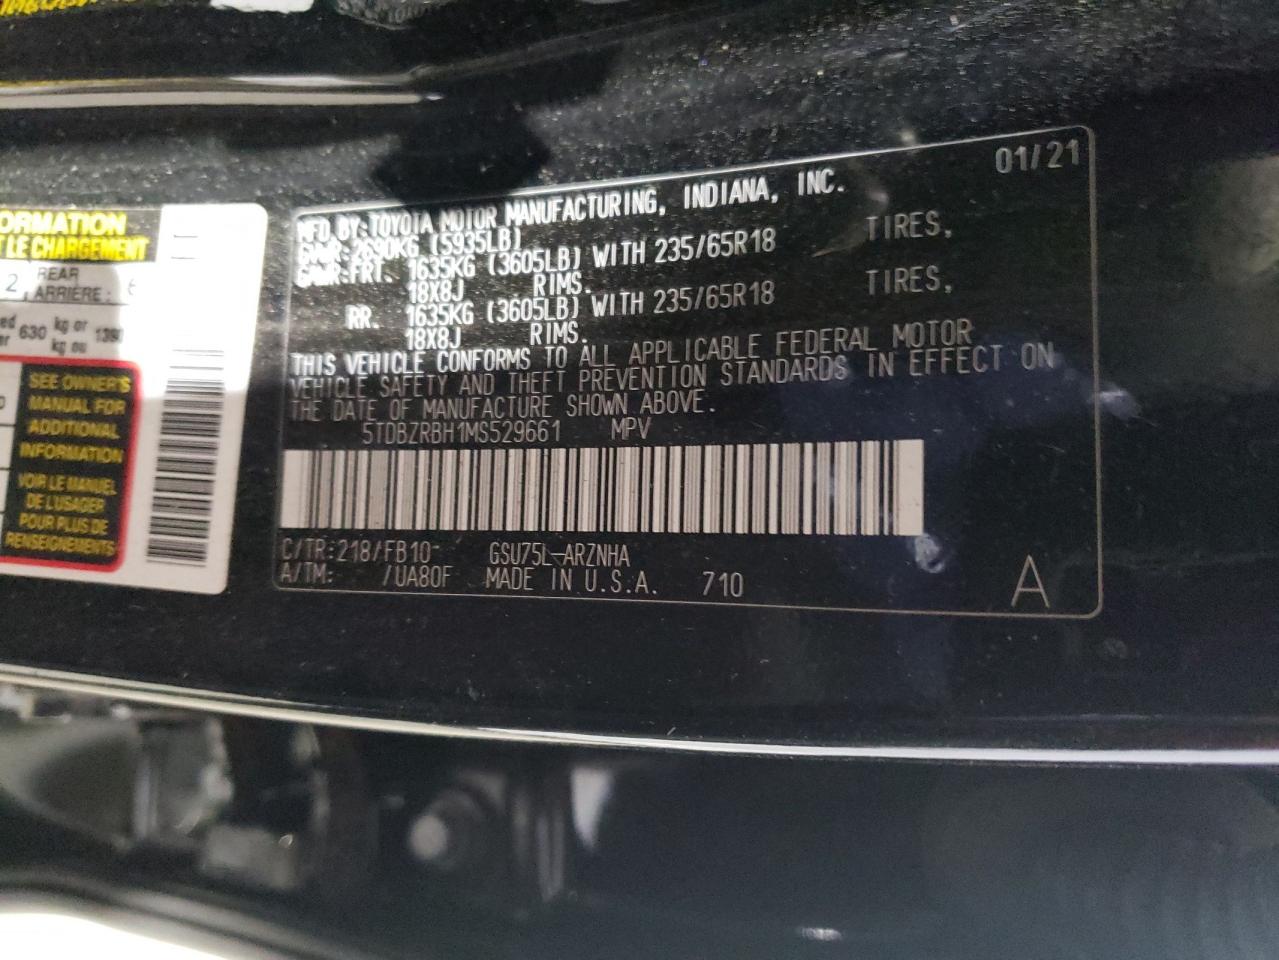 ORMATION
T LE CHARGEMENT
2 REAR
ARRIÈRE :
630 kg or
kg ou
SEE OWNER'S
MANUAL FOR
ADDITIONAL
INFORMATION
VOIR LE MANUEL
DE L'USAGER
POUR PLUS DE
RENSEIGNEMENTS
01/21
MFD.BY:TOYOTA MOTOR MANUFACTURING, INDIANA, INC.
GVWR:2690KG (5935LB)
GAWR:FRT. 1635KG (3605LB) WITH 235/65R18 TIRES,
18X8J RIMS.
RR. 1635KG (3605LB) WITH 235/65R18 TIRES,
18X8J RIMS.
THIS VEHICLE CONFORMS TO ALL APPLICABLE FEDERAL MOTOR
VEHICLE SAFETY AND THEFT PREVENTION STANDARDS IN EFFECT ON
THE DATE OF MANUFACTURE SHOWN ABOVE.
5TDBZRBH1MS529661 MPV
C/TR:218/FB10- GSU75L-ARZNHA
A/TM: /UA80F MADE IN U.S.A. 710
A